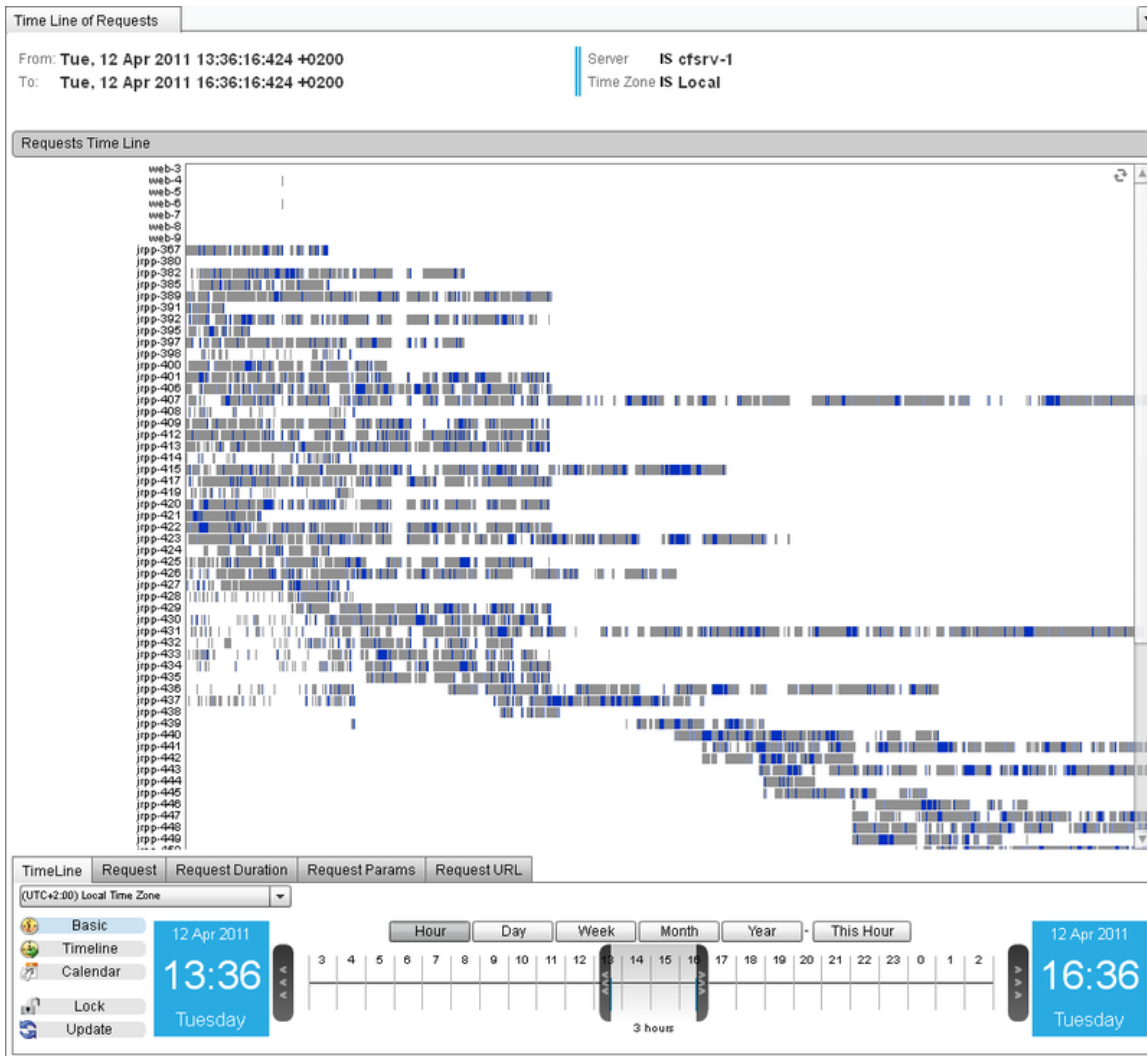 Time Line of Requests
From: Tue, 12 Apr 2011 13:36:16:424 +0200
To: Tue, 12 Apr 2011 16:36:16:424 +0200
Server IS cfsrv-1
Time Zone IS Local
Requests Time Line
web-3
web-4
web-5
web-6
web-7
web-8
web-9
jrpp-367
jrpp-380
jrpp-382
jrpp-385
jrpp-389
jrpp-391
jrpp-392
jrpp-395
jrpp-397
jrpp-398
jrpp-400
jrpp-401
jrpp-406
jrpp-407
jrpp-408
jrpp-409
jrpp-412
jrpp-413
jrpp-414
jrpp-415
jrpp-417
jrpp-419
jrpp-420
jrpp-421
jrpp-422
jrpp-423
jrpp-424
jrpp-425
jrpp-426
jrpp-427
jrpp-428
jrpp-429
jrpp-430
jrpp-431
jrpp-432
jrpp-433
jrpp-434
jrpp-435
jrpp-436
jrpp-437
jrpp-438
jrpp-439
jrpp-440
jrpp-441
jrpp-442
jrpp-443
jrpp-444
jrpp-445
jrpp-446
jrpp-447
jrpp-448
jrpp-449
TimeLine Request Request Duration Request Params Request URL
(UTC+2:00) Local Time Zone
Basic
Timeline
Calendar
Lock
Update
12 Apr 2011
13:36
Tuesday
Hour Day Week Month Year - This Hour
3 4 5 6 7 8 9 10 11 12 13 14 15 16 17 18 19 20 21 22 23 0 1 2
3 hours
12 Apr 2011
16:36
Tuesday